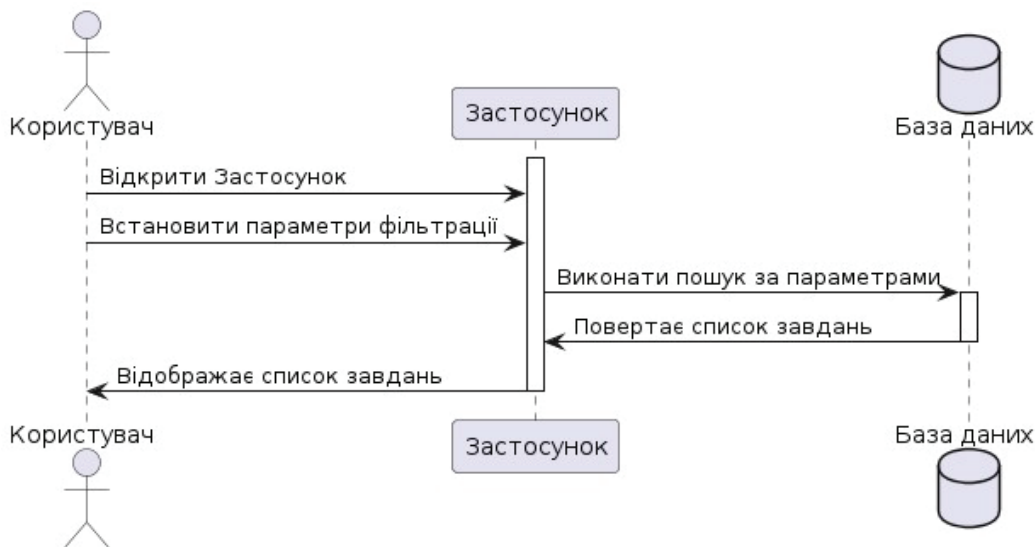 Користувач
Застосунок
База даних
Відкрити Застосунок
Встановити параметри фільтрації
Виконати пошук за параметрами
Повертає список завдань
Відображає список завдань
Користувач
Застосунок
База даних